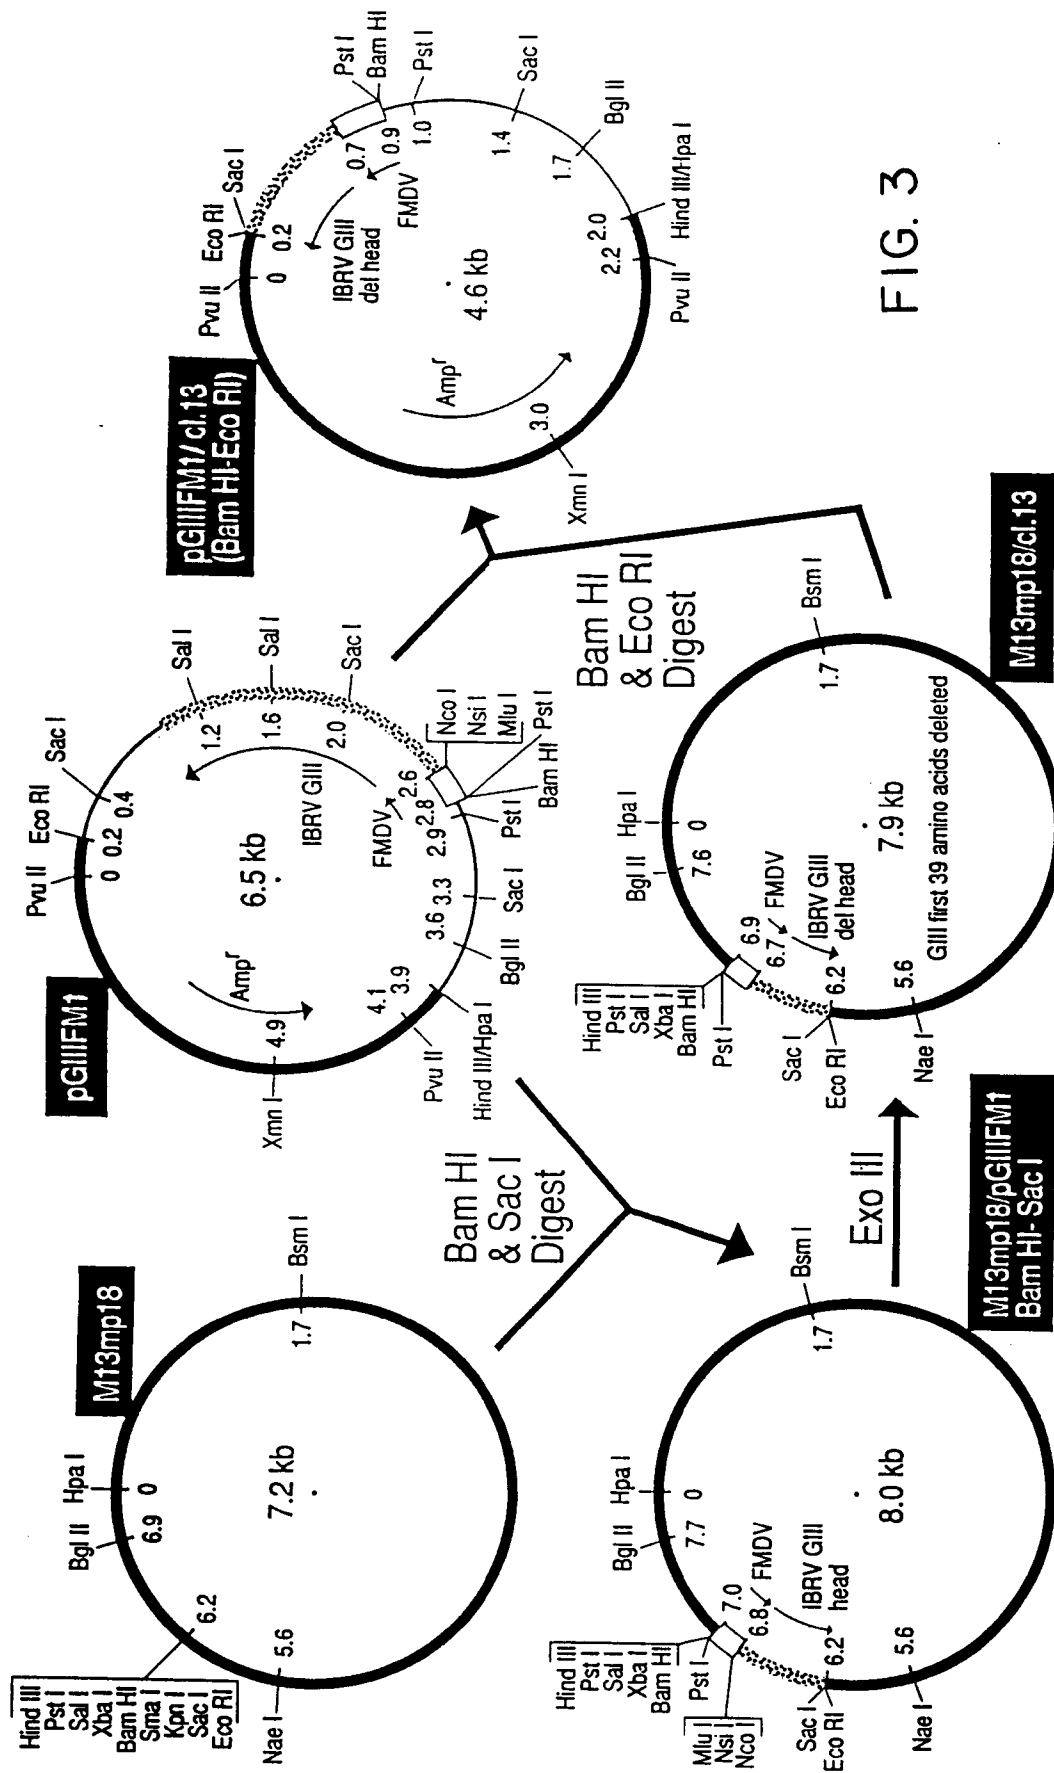 M13mp18
Hind III
Pst I
Sal I
Xba I
Bam HI
Sma I
Kpn I
Sac I
Eco RI
Bgl II
Hpa I
6.9
0
6.2
Nae I
5.6
7.2 kb
1.7
Bsm I
pGIIIFM1
Pvu II
Eco RI
Sac I
0
0.2
0.4
Sal I
1.2
Sal I
1.6
Sac I
2.0
IBRV GIII
6.5 kb
Ampr
Xmn I
4.9
FMDV
2.6
2.8
2.9
Nco I
Nsi I
Mlu I
Pst I
Bam HI
Pst I
3.3
Sac I
3.6
Bgl II
3.9
4.1
Pvu II
Hind III/Hpa I
pGIIIFM1/ cl.13
(Bam HI-Eco RI)
Pvu II
Eco RI
Sac I
0
0.2
Pst I
Bam HI
0.7
0.9
Pst I
1.0
IBRV GIII
del head
FMDV
4.6 kb
Sac I
1.4
Bgl II
1.7
Hind III/Hpa I
2.0
2.2
Pvu II
Ampr
3.0
Xmn I
Bam HI
& Sac I
Digest
Bam HI
& Eco RI
Digest
Hind III
Pst I
Sal I
Xba I
Bam HI
Pst I
Mlu I
Nsi I
Nco I
Sac I
Eco RI
Bgl II
Hpa I
7.7
0
7.0
6.8
FMDV
IBRV GIII
head
6.2
5.6
Nae I
8.0 kb
1.7
Bsm I
M13mp18/pGIIIFM1
Bam HI- Sac I
Exo III
Hind III
Pst I
Sal I
Xba I
Bam HI
Pst I
Sac I
Eco RI
Bgl II
Hpa I
7.6
0
6.9
6.7
FMDV
IBRV GIII
del head
6.2
5.6
Nae I
7.9 kb
GIII first 39 amino acids deleted
1.7
Bsm I
M13mp18/cl.13
FIG. 3